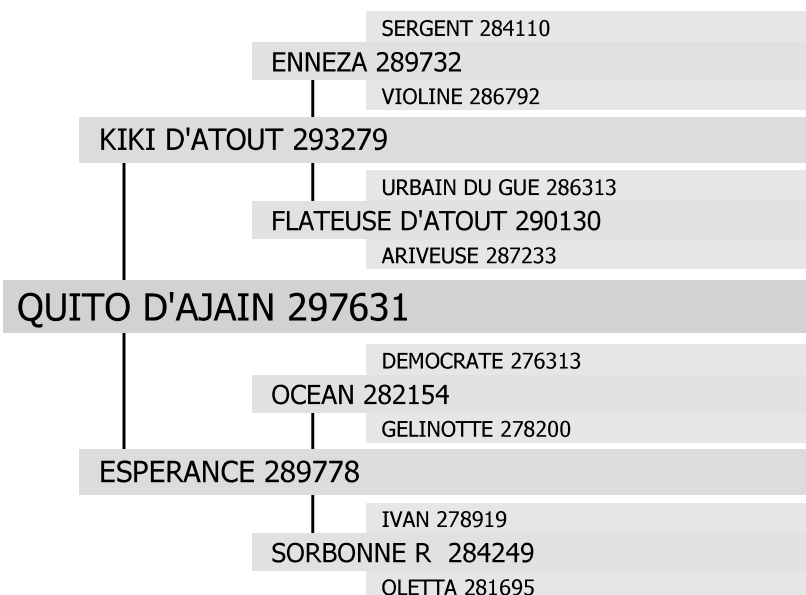 SERGENT 284110
ENNEZA 289732
VIOLINE 286792
KIKI D'ATOUT 293279
URBAIN DU GUE 286313
FLATEUSE D'ATOUT 290130
ARIVEUSE 287233
QUITO D'AJAIN 297631
DEMOCRATE 276313
OCEAN 282154
GELINOTTE 278200
ESPERANCE 289778
IVAN 278919
SORBONNE R  284249
OLETTA 281695